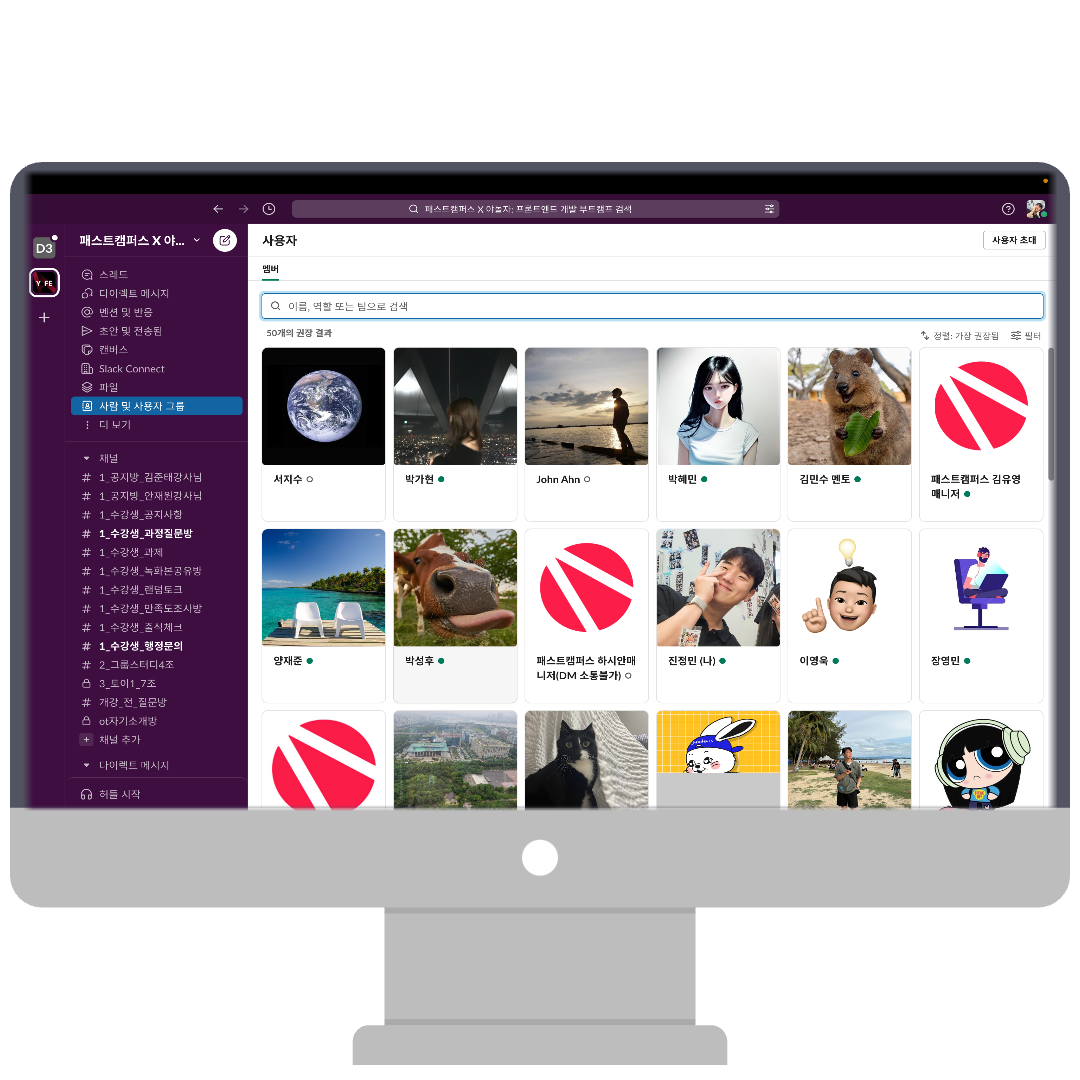 패스트캠퍼스 X 야놀자: 프론트엔드 개발 부트캠프 검색
D3
Y FE
패스트캠퍼스 X 야...
스레드
다이렉트 메시지
멘션 및 반응
초안 및 전송됨
캔버스
Slack Connect
파일
사람 및 사용자 그룹
더 보기
채널
# 1_공지방_김준태강사님
# 1_공지방_안재원강사님
# 1_수강생_공지사항
# 1_수강생_과정질문방
# 1_수강생_과제
# 1_수강생_녹화본공유방
# 1_수강생_랜덤토크
# 1_수강생_만족도조사방
# 1_수강생_출석체크
# 1_수강생_행정문의
# 2_그룹스터디4조
3_토이1_7조
# 개강_전_질문방
ot자기소개방
+ 채널 추가
다이렉트 메시지
허들 시작
사용자
사용자 초대
멤버
이름, 역할 또는 팀으로 검색
50개의 권장 결과
정렬: 가장 권장됨
필터
서지수
박가현
John Ahn
박혜민
김민수 멘토
패스트캠퍼스 김유영
매니저
양재준
박성후
패스트캠퍼스 하시안매
니저(DM 소통불가)
진정민 (나)
이영욱
장영민